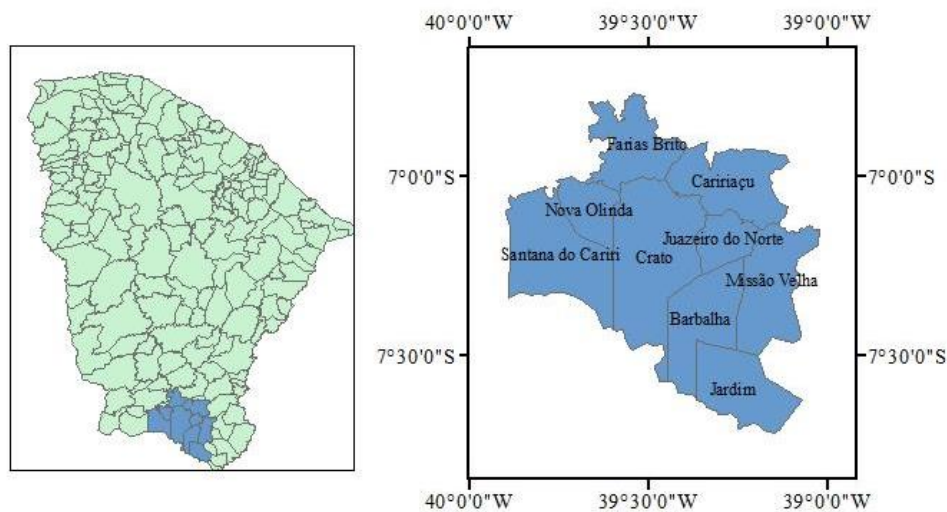 40°0'0"W 39°30'0"W 39°0'0"W
Farias Brito
7°0'0"S 7°0'0"S
Caririaçu
Nova Olinda
Juazeiro do Norte
Santana do Cariri Crato
Missão Velha
Barbalha
7°30'0"S 7°30'0"S
Jardim
40°0'0"W 39°30'0"W 39°0'0"W